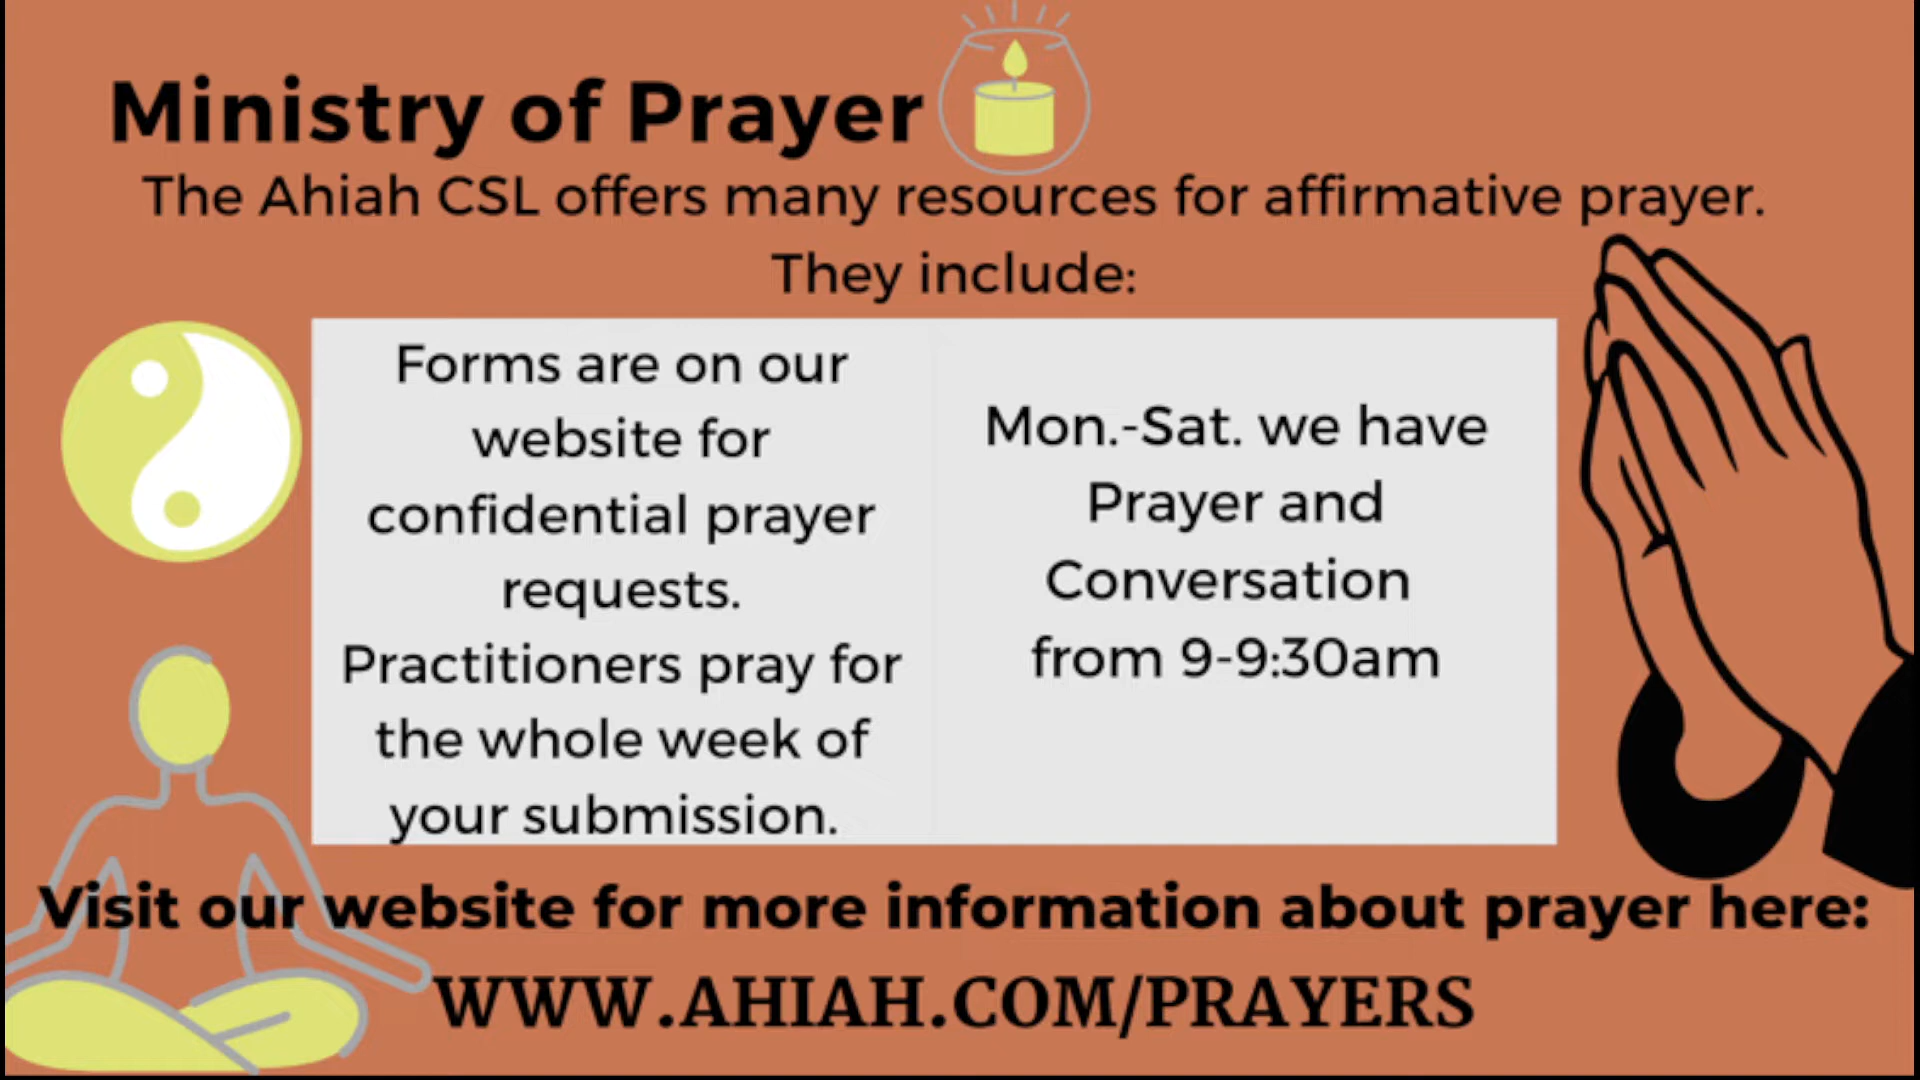 Ministry of Prayer
The Ahiah CSL offers many resources for affirmative prayer.
They include:
Forms are on our
website for
confidential prayer
requests.
Practitioners pray for
the whole week of
your submission.
Mon.-Sat. we have
Prayer and
Conversation
from 9-9:30am
Visit our website for more information about prayer here:
WWW.AHIAH.COM/PRAYERS